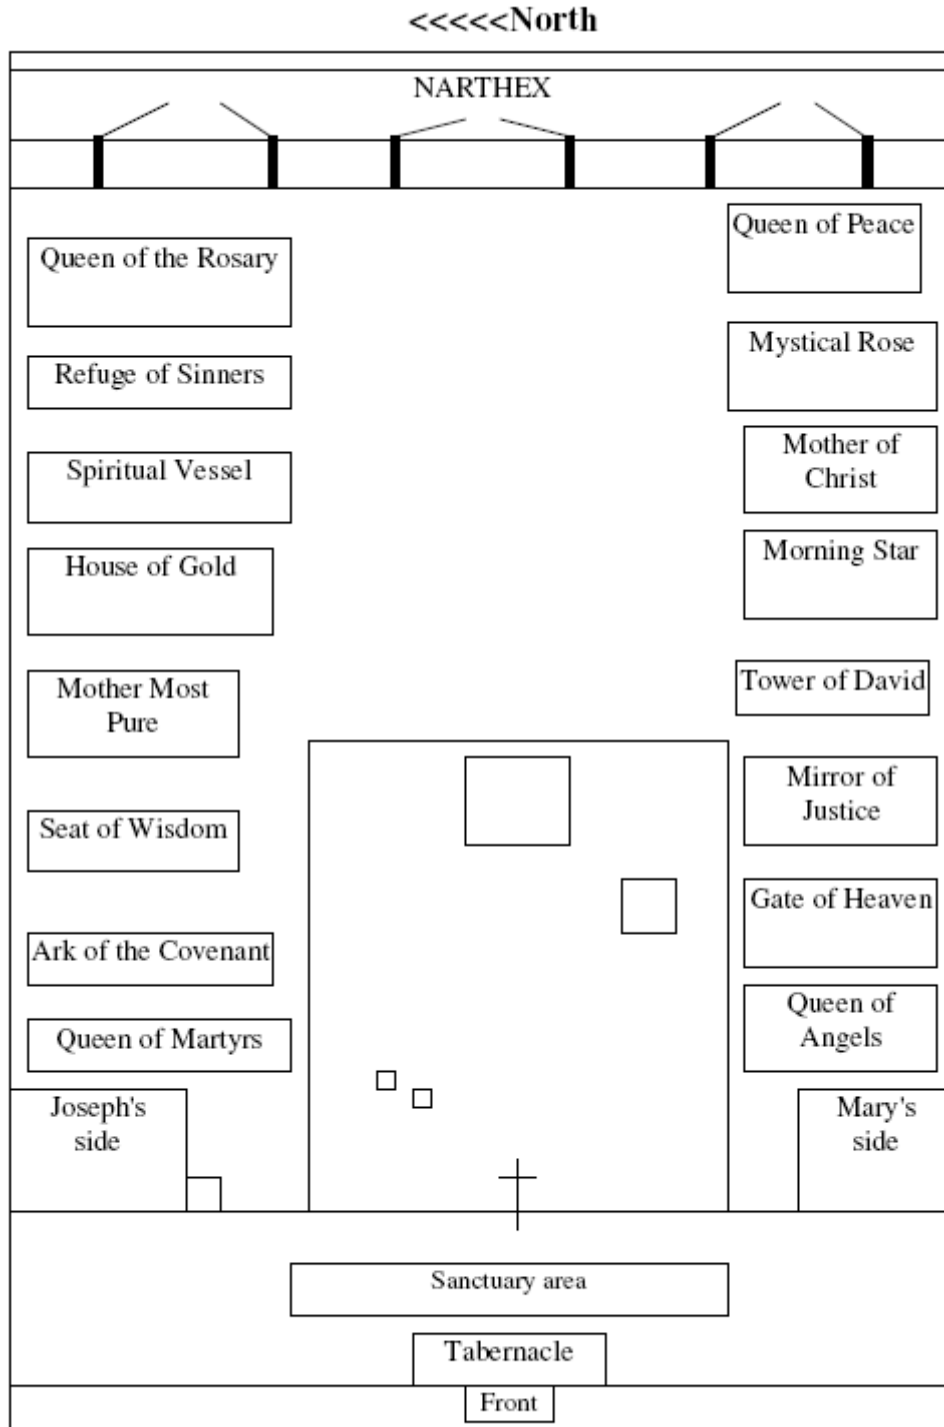 <<<<<North
NARTHEX
Queen of Peace
Queen of the Rosary
Mystical Rose
Refuge of Sinners
Mother of
Christ
Spiritual Vessel
Morning Star
House of Gold
Mother Most
Pure
Tower of David
Mirror of
Justice
Seat of Wisdom
Gate of Heaven
Ark of the Covenant
Queen of
Angels
Queen of Martyrs
Joseph's
side
Mary's
side
Sanctuary area
Tabernacle
Front